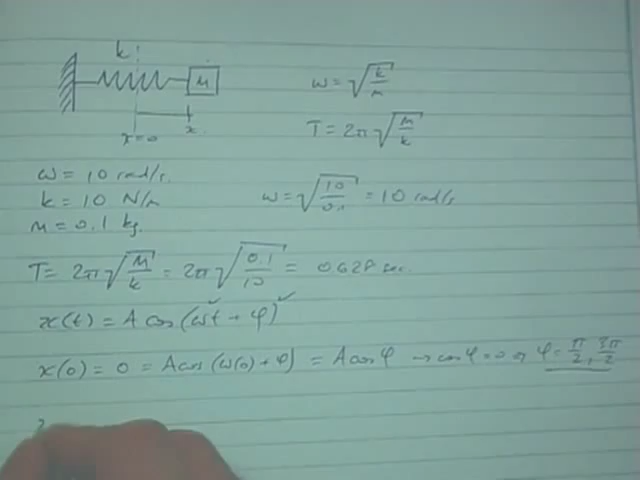 k
M
x=0
x
ω = √(k/m)
T = 2π √(M/k)
ω = 10 rad/s.
k = 10 N/m
m = 0.1 kg.
ω = √(10/0.1) = 10 rad/s
T = 2π √(M/k) = 2π √(0.1/10) = 0.628 sec.
x(t) = A cos(ωt + φ)
x(0) = 0 = A cos(ω(0) + φ) = A cos φ → cos φ = 0 φ = π/2, 3π/2